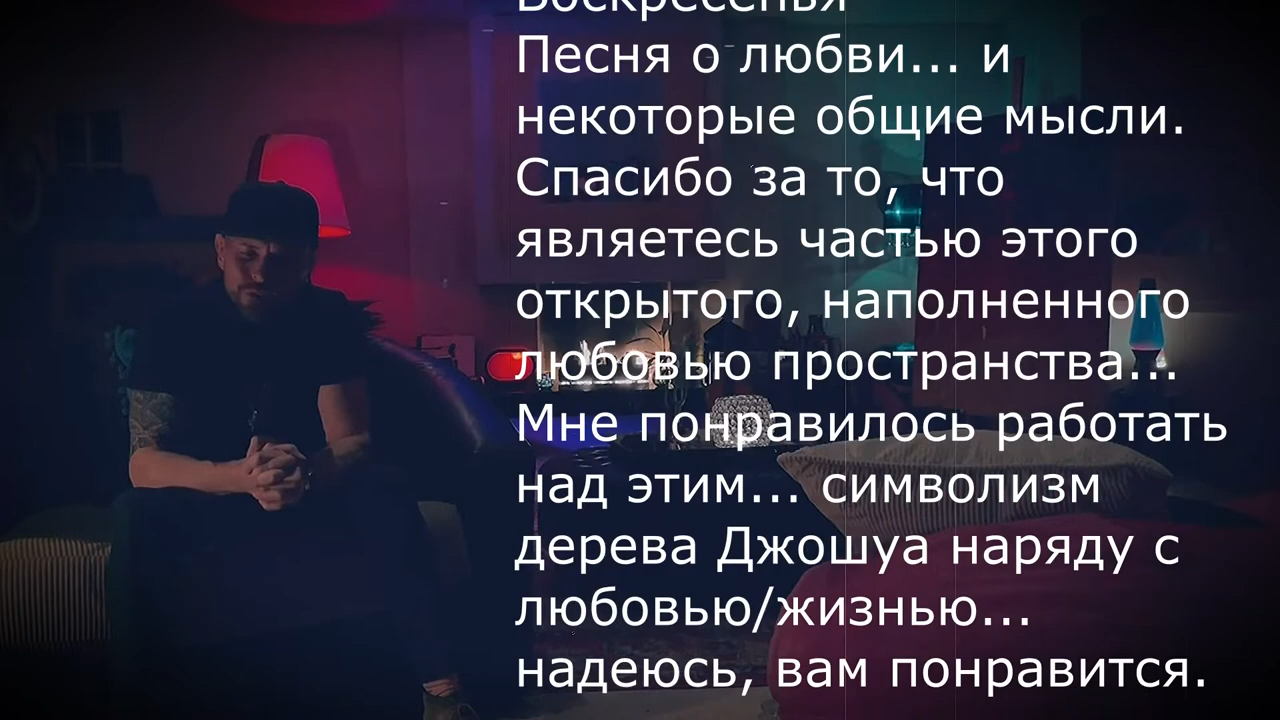 Воскресенья
Песня о любви... и
некоторые общие мысли.
Спасибо за то, что
являетесь частью этого
открытого, наполненного
любовью пространства...
Мне понравилось работать
над этим... символизм
дерева Джошуа наряду с
любовью/жизнью...
надеюсь, вам понравится.